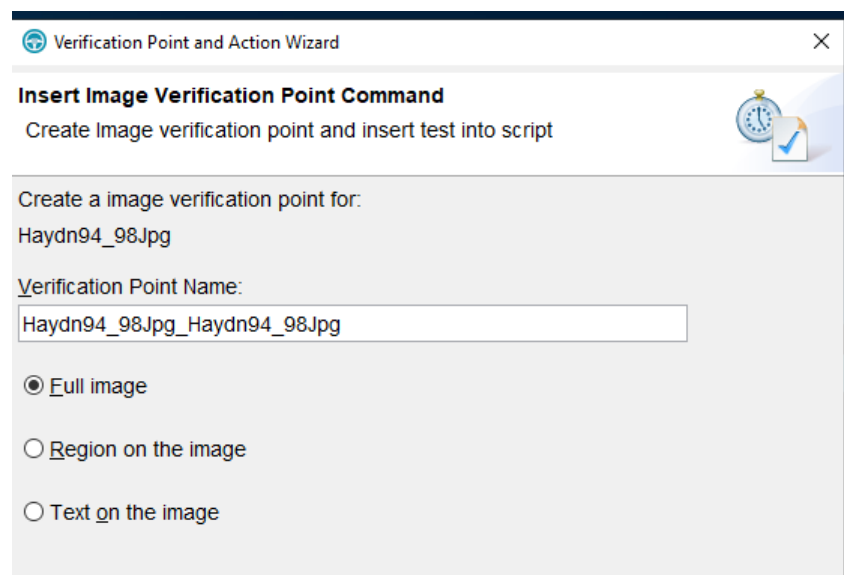 Verification Point and Action Wizard
Insert Image Verification Point Command
Create Image verification point and insert test into script
Create a image verification point for:
Haydn94_98Jpg
Verification Point Name:
Haydn94_98Jpg_Haydn94_98Jpg
Full image
Region on the image
Text on the image